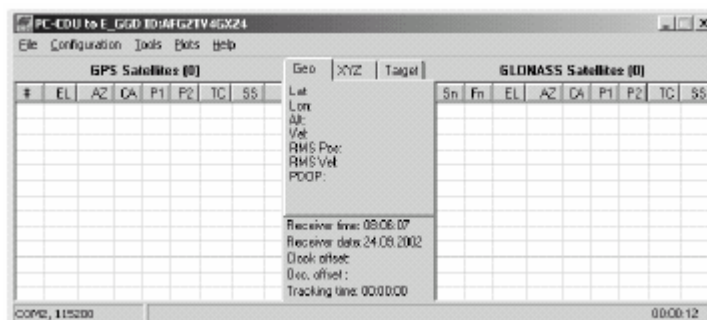 PC-CDU to E_GGD ID:AFG2TV4GX24
File Configuration Tools Plots Help
GPS Satellites (0)
# EL AZ CA P1 P2 TC SS
Geo XYZ Target
Lat:
Lon:
Alt:
Vel:
RMS Pos:
RMS Vel:
PDOP:
Receiver time: 08:06:07
Receiver date: 24.09.2002
Clock offset:
Osc. offset :
Tracking time: 00:00:00
GLONASS Satellites (0)
Sn Fn EL AZ CA P1 P2 TC SS
COM2, 115200
00:00:12